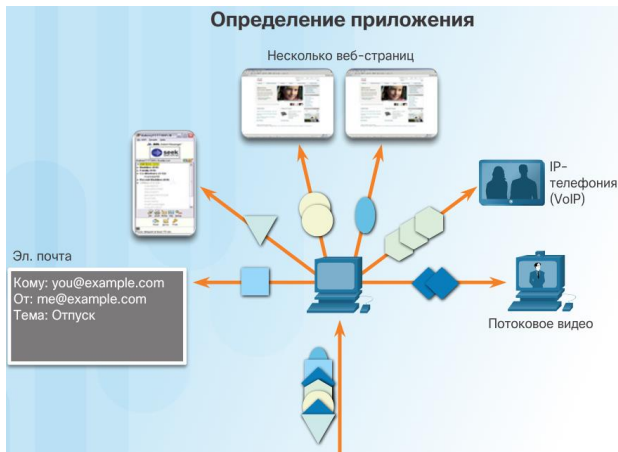 Определение приложения
Несколько веб-страниц
seek
IP-
телефония
(VoIP)
Эл. почта
Кому: you@example.com
От: me@example.com
Тема: Отпуск
Потоковое видео